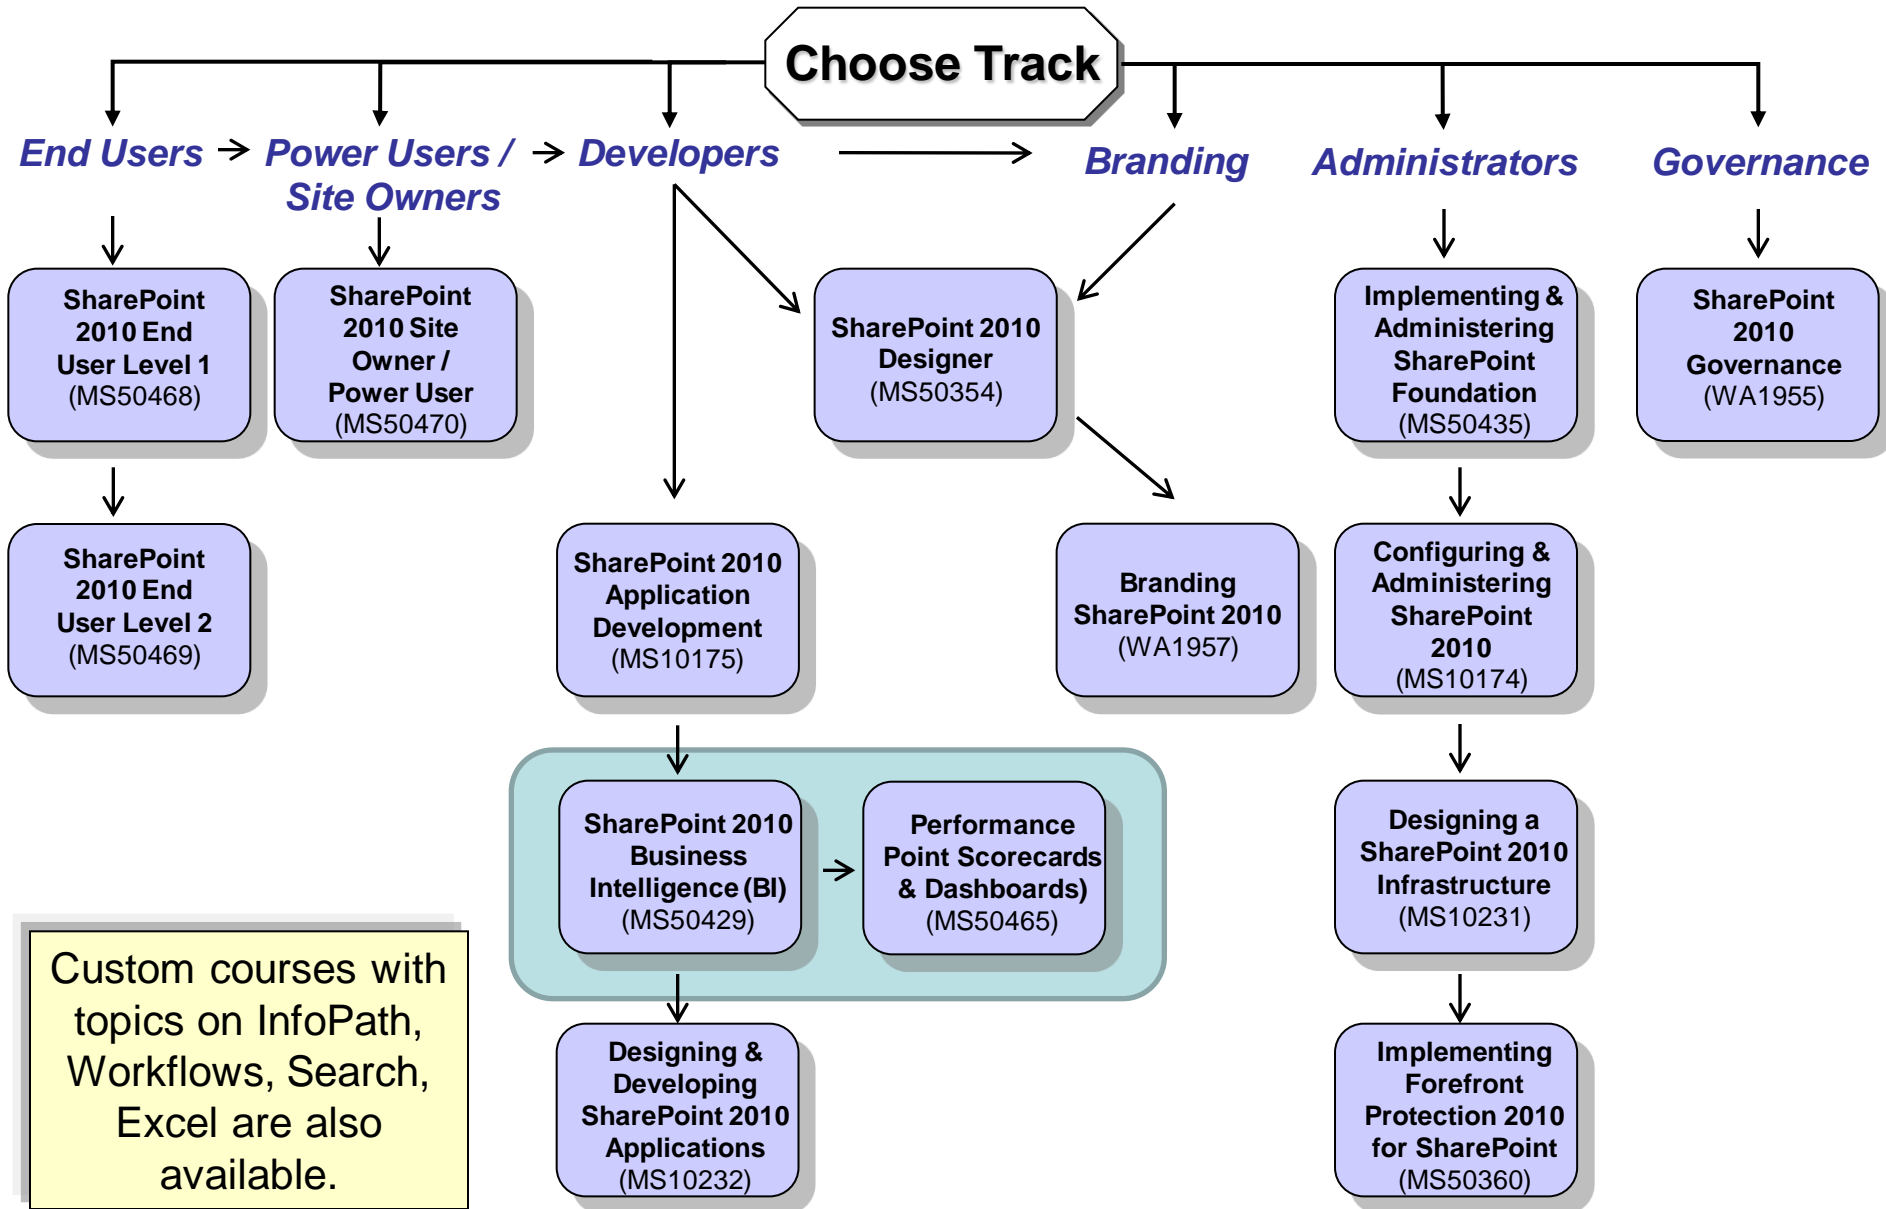 Choose Track
End Users
Power Users /
Site Owners
Developers
Branding
Administrators
Governance
SharePoint
2010 End
User Level 1
(MS50468)
SharePoint
2010 Site
Owner /
Power User
(MS50470)
SharePoint 2010
Designer
(MS50354)
Implementing &
Administering
SharePoint
Foundation
(MS50435)
SharePoint
2010
Governance
(WA1955)
SharePoint
2010 End
User Level 2
(MS50469)
SharePoint 2010
Application
Development
(MS10175)
Branding
SharePoint 2010
(WA1957)
Configuring &
Administering
SharePoint
2010
(MS10174)
SharePoint 2010
Business
Intelligence (BI)
(MS50429)
Performance
Point Scorecards
& Dashboards)
(MS50465)
Designing a
SharePoint 2010
Infrastructure
(MS10231)
Custom courses with
topics on InfoPath,
Workflows, Search,
Excel are also
available.
Designing &
Developing
SharePoint 2010
Applications
(MS10232)
Implementing
Forefront
Protection 2010
for SharePoint
(MS50360)